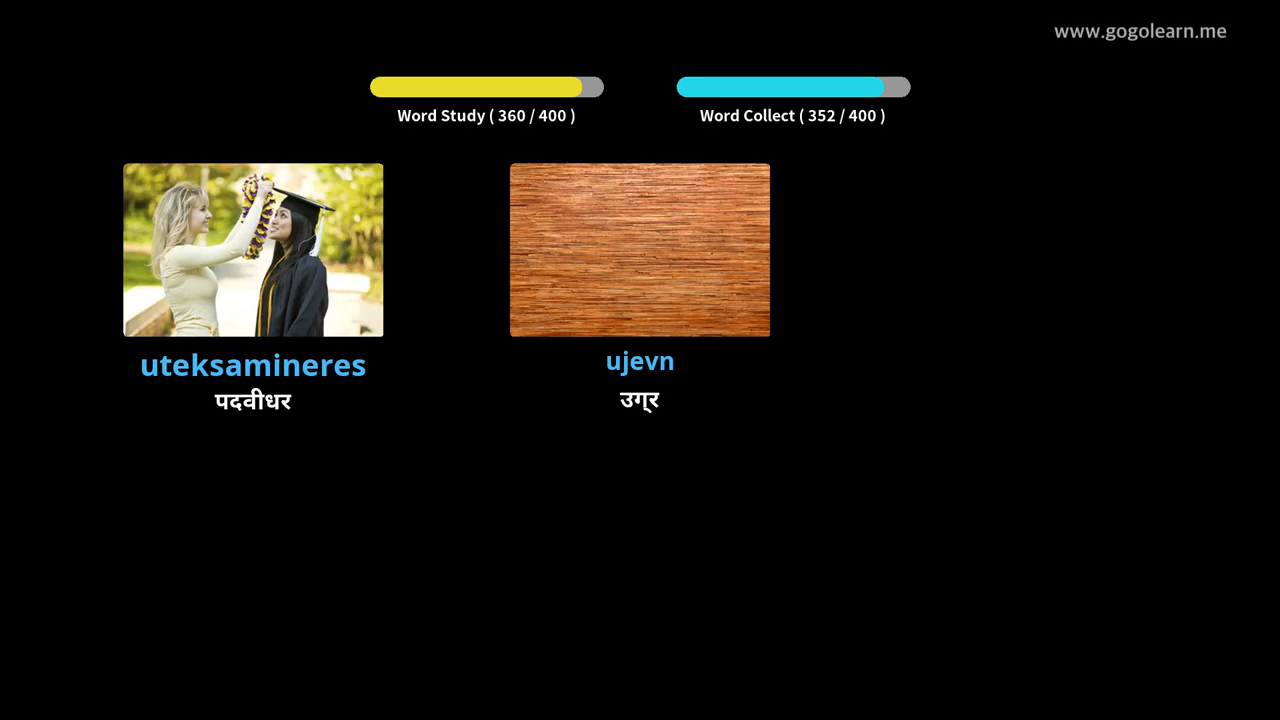 www.gogolearn.me
Word Study ( 360 / 400 )
Word Collect ( 352 / 400 )
uteksamineres
पदवीधर
ujevn
उग्र